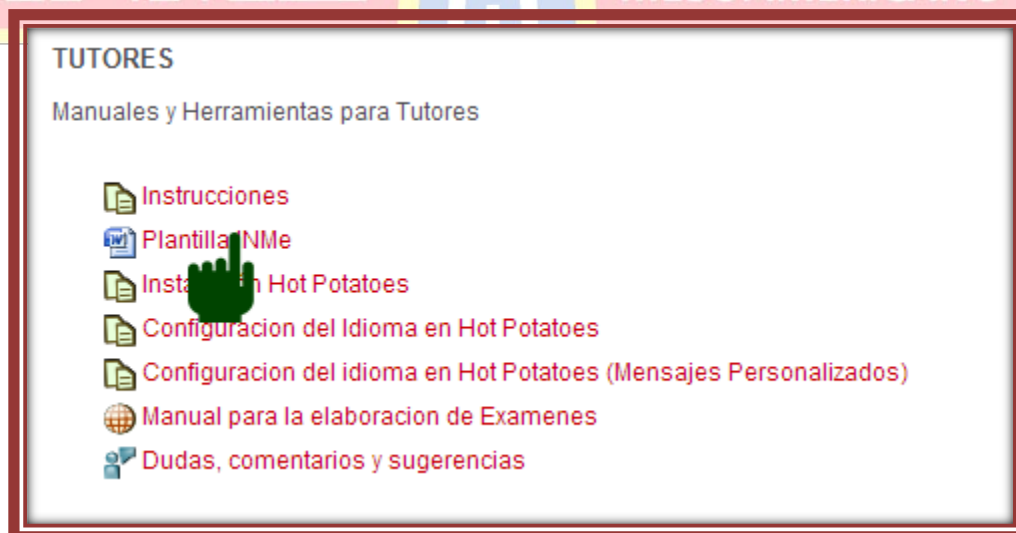 TUTORES
Manuales y Herramientas para Tutores
Instrucciones
Plantilla INMe
Hot Potatoes
Configuracion del Idioma en Hot Potatoes
Configuracion del idioma en Hot Potatoes (Mensajes Personalizados)
Manual para la elaboracion de Examenes
Dudas, comentarios y sugerencias